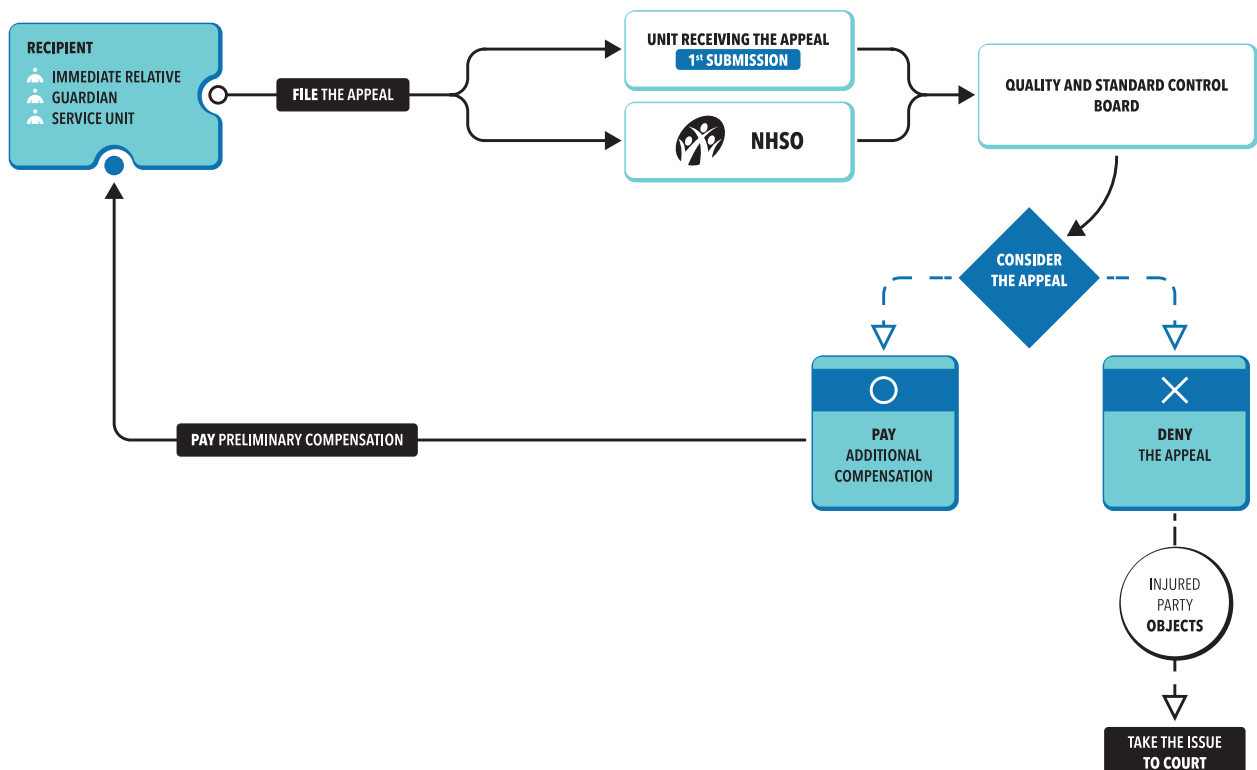 RECIPIENT
IMMEDIATE RELATIVE
GUARDIAN
SERVICE UNIT
FILE THE APPEAL
UNIT RECEIVING THE APPEAL
1st SUBMISSION
NHSO
QUALITY AND STANDARD CONTROL
BOARD
CONSIDER
THE APPEAL
PAY
ADDITIONAL
COMPENSATION
DENY
THE APPEAL
PAY PRELIMINARY COMPENSATION
INJURED
PARTY
OBJECTS
TAKE THE ISSUE
TO COURT